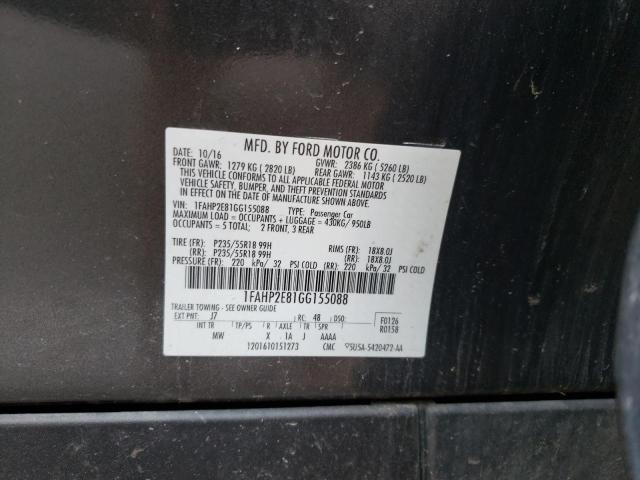 MFD. BY FORD MOTOR CO.
DATE: 10/16 GVWR: 2386 KG ( 5260 LB)
FRONT GAWR: 1279 KG ( 2820 LB) REAR GAWR: 1143 KG ( 2520 LB)
THIS VEHICLE CONFORMS TO ALL APPLICABLE FEDERAL MOTOR
VEHICLE SAFETY, BUMPER, AND THEFT PREVENTION STANDARDS
IN EFFECT ON THE DATE OF MANUFACTURE SHOWN ABOVE.
VIN: 1FAHP2E81GG155088 TYPE: Passenger Car
MAXIMUM LOAD = OCCUPANTS + LUGGAGE = 430KG/ 950LB
OCCUPANTS = 5 TOTAL; 2 FRONT, 3 REAR
TIRE (FR): P235/55R18 99H RIMS (FR): 18X8.0J
(RR): P235/55R18 99H (RR): 18X8.0J
PRESSURE (FR): 220 kPa/ 32 PSI COLD (RR): 220 kPa/ 32 PSI COLD
1FAHP2E81GG155088
TRAILER TOWING - SEE OWNER GUIDE
EXT PNT: J7 RC: 48 DSO: F0126
INT TR TP/PS R AXLE TR SPR R0158
MW X 1A J AAAA
1201610151273 CMC 5USA-5420472-AA